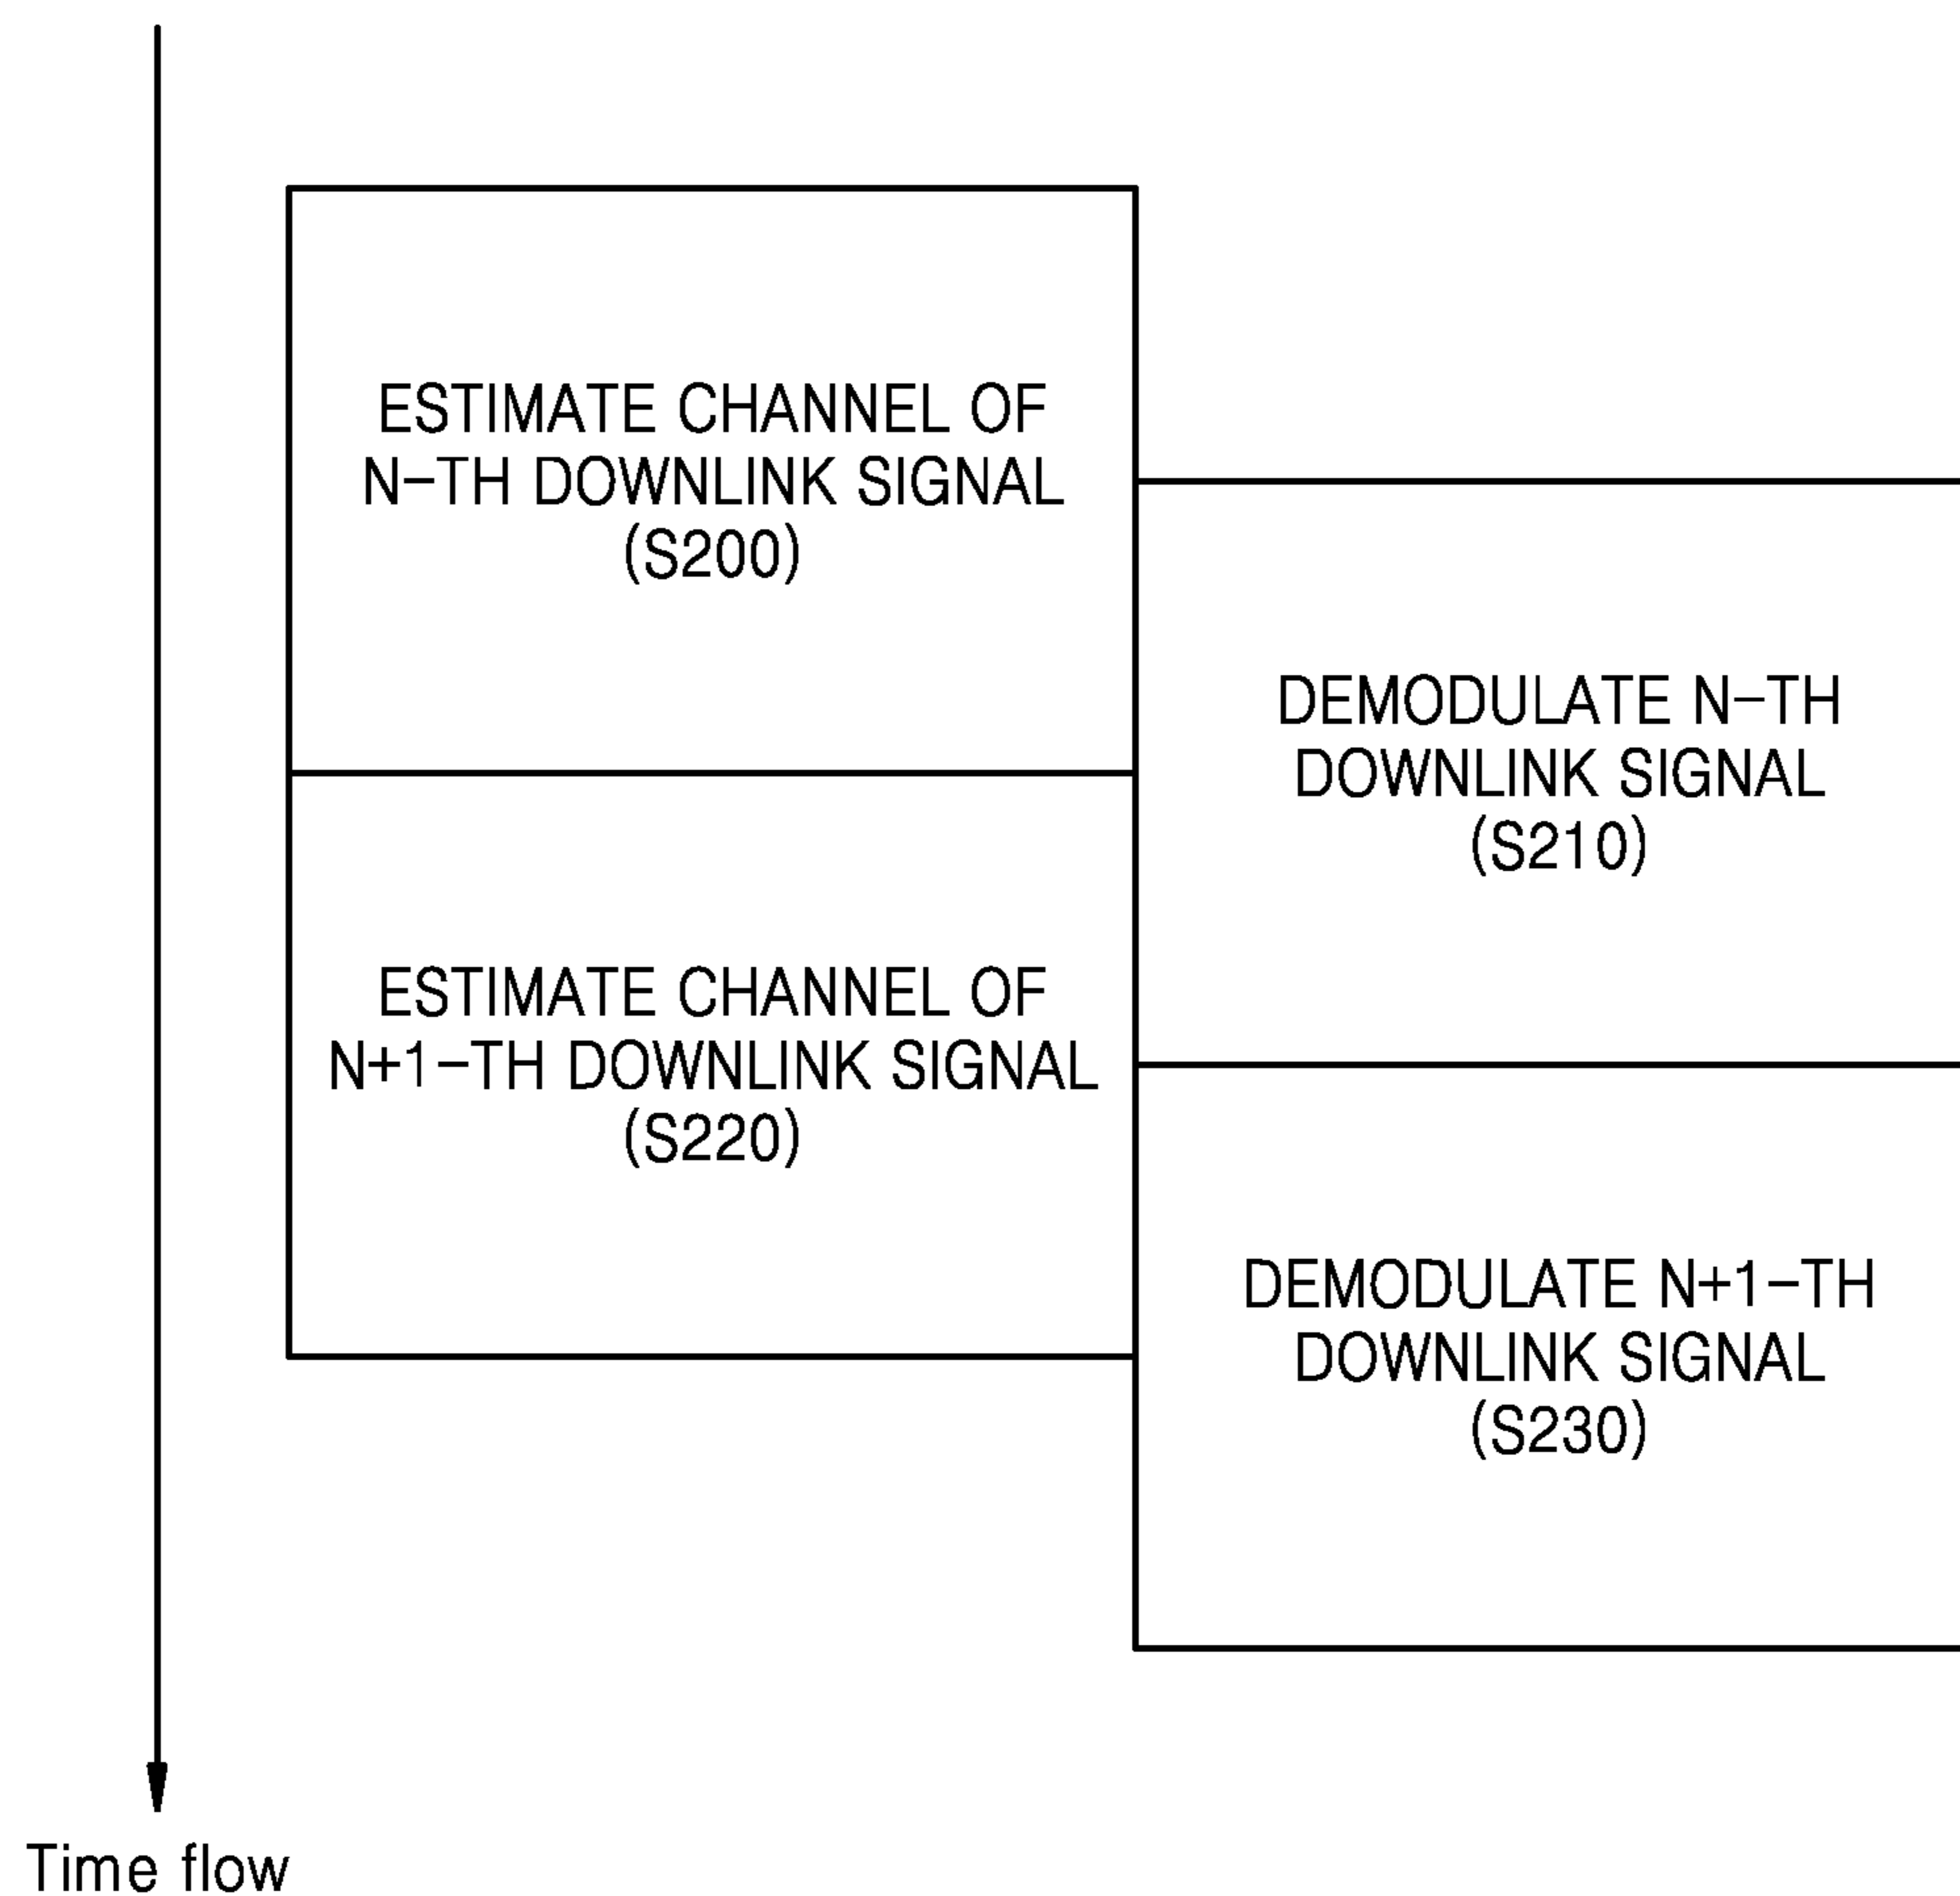 ESTIMATE CHANNEL OF
N-TH DOWNLINK SIGNAL
(S200)
DEMODULATE N-TH
DOWNLINK SIGNAL
(S210)
ESTIMATE CHANNEL OF
N+1-TH DOWNLINK SIGNAL
(S220)
DEMODULATE N+1-TH
DOWNLINK SIGNAL
(S230)
Time flow